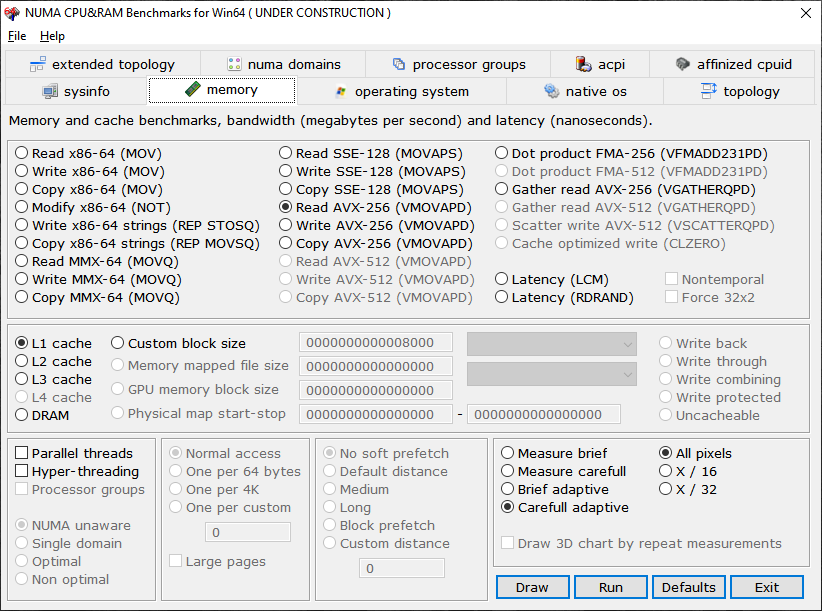 NUMA CPU&RAM Benchmarks for Win64 ( UNDER CONSTRUCTION )
File Help
extended topology numa domains processor groups acpi affinized cpuid
sysinfo memory operating system native os topology
Memory and cache benchmarks, bandwidth (megabytes per second) and latency (nanoseconds).
Read x86-64 (MOV) Read SSE-128 (MOVAPS) Dot product FMA-256 (VFMADD231PD)
Write x86-64 (MOV) Write SSE-128 (MOVAPS) Dot product FMA-512 (VFMADD231PD)
Copy x86-64 (MOV) Copy SSE-128 (MOVAPS) Gather read AVX-256 (VGATHERQPD)
Modify x86-64 (NOT) Read AVX-256 (VMOVAPD) Gather read AVX-512 (VGATHERQPD)
Write x86-64 strings (REP STOSQ) Write AVX-256 (VMOVAPD) Scatter write AVX-512 (VSCATTERQPD)
Copy x86-64 strings (REP MOVSQ) Copy AVX-256 (VMOVAPD) Cache optimized write (CLZERO)
Read MMX-64 (MOVQ) Read AVX-512 (VMOVAPD)
Write MMX-64 (MOVQ) Write AVX-512 (VMOVAPD) Latency (LCM) Nontemporal
Copy MMX-64 (MOVQ) Copy AVX-512 (VMOVAPD) Latency (RDRAND) Force 32x2
L1 cache Custom block size 0000000000008000 Write back
L2 cache Memory mapped file size 0000000000000000 Write through
L3 cache GPU memory block size 0000000000000000 Write combining
L4 cache Physical map start-stop 0000000000000000 - 0000000000000000 Write protected
DRAM Uncacheable
Parallel threads Normal access No soft prefetch Measure brief All pixels
Hyper-threading One per 64 bytes Default distance Measure carefull X / 16
Processor groups One per 4K Medium Brief adaptive X / 32
One per custom Long Carefull adaptive
NUMA unaware 0 Block prefetch
Single domain Custom distance Draw 3D chart by repeat measurements
Optimal Large pages 0
Non optimal Draw Run Defaults Exit